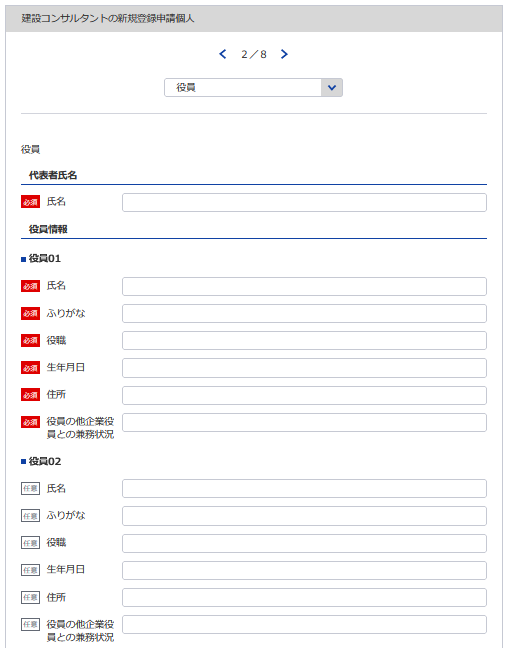 建設コンサルタントの新規登録申請個人
2／8
役員
役員
代表者氏名
必須 氏名
役員情報
役員01
必須 氏名
必須 ふりがな
必須 役職
必須 生年月日
必須 住所
必須 役員の他企業役
員との兼務状況
役員02
任意 氏名
任意 ふりがな
任意 役職
任意 生年月日
任意 住所
任意 役員の他企業役
員との兼務状況